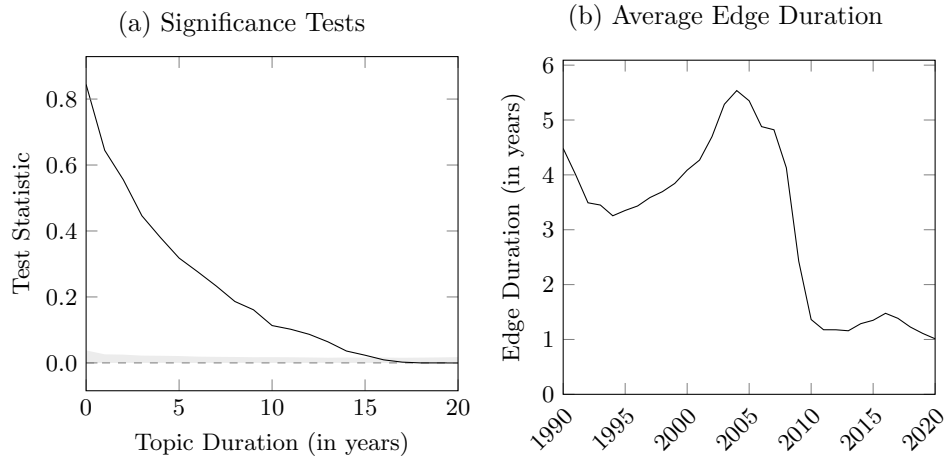 (a) Significance Tests
Test Statistic
0.8
0.6
0.4
0.2
0.0
0 5 10 15 20
Topic Duration (in years)
(b) Average Edge Duration
Edge Duration (in years)
6
5
4
3
2
1
0
1990 1995 2000 2005 2010 2015 2020